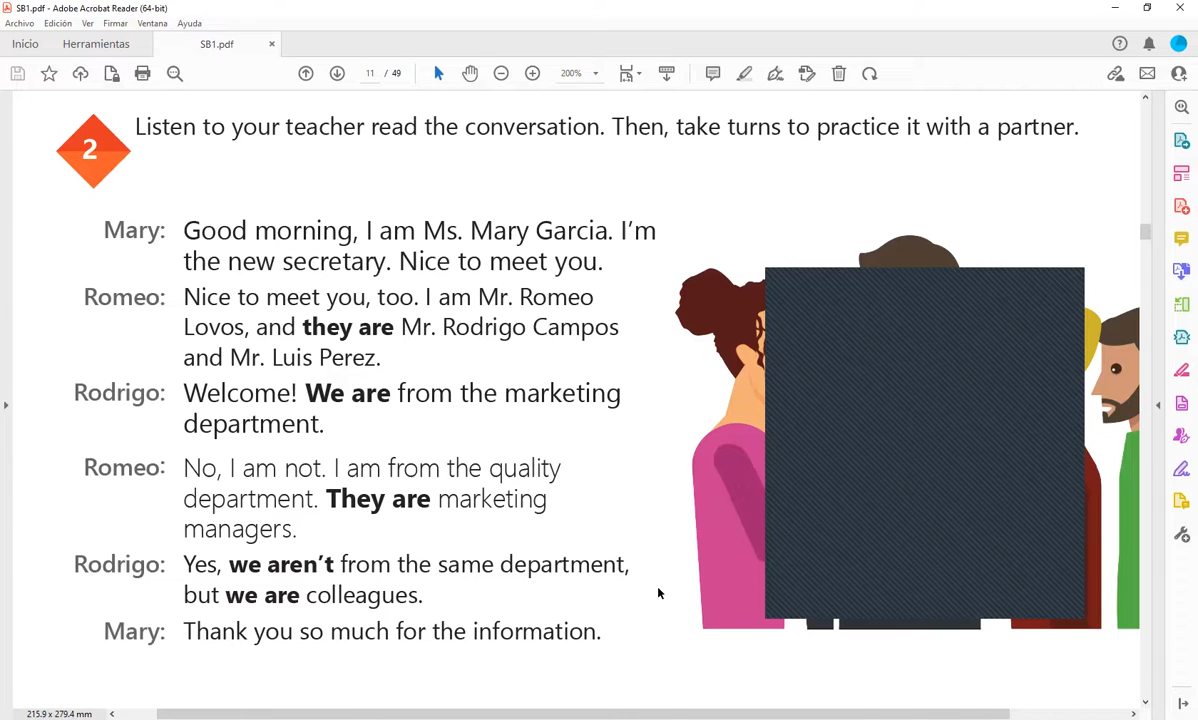 SB1.pdf - Adobe Acrobat Reader (64-bit)
Archivo Edición Ver Firmar Ventana Ayuda
Inicio Herramientas SB1.pdf ×
11 / 49 200%
2 Listen to your teacher read the conversation. Then, take turns to practice it with a partner.
Mary: Good morning, I am Ms. Mary Garcia. I’m
the new secretary. Nice to meet you.
Romeo: Nice to meet you, too. I am Mr. Romeo
Lovos, and they are Mr. Rodrigo Campos
and Mr. Luis Perez.
Rodrigo: Welcome! We are from the marketing
department.
Romeo: No, I am not. I am from the quality
department. They are marketing
managers.
Rodrigo: Yes, we aren’t from the same department,
but we are colleagues.
Mary: Thank you so much for the information.
215.9 x 279.4 mm